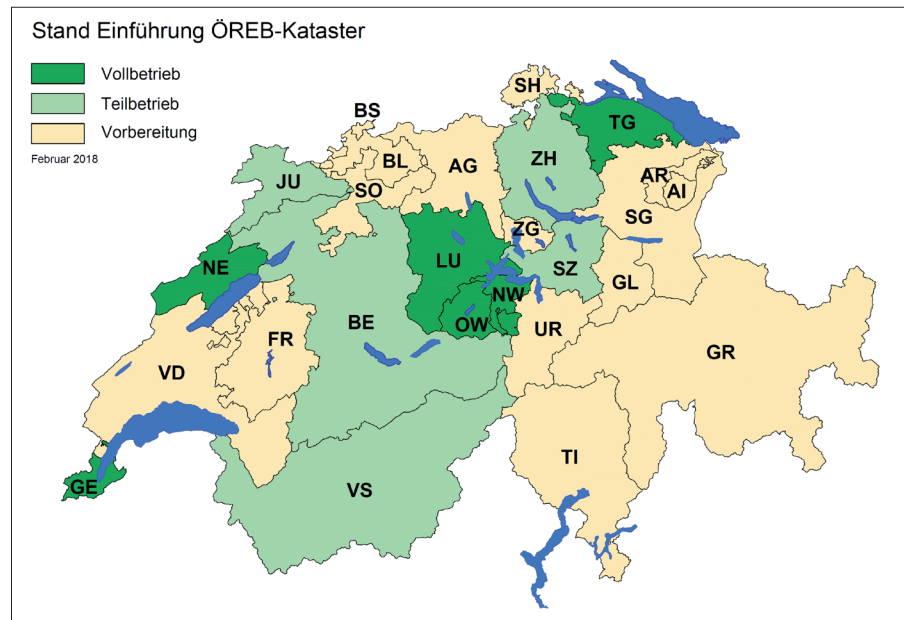 Stand Einführung ÖREB-Kataster
Vollbetrieb
Teilbetrieb
Vorbereitung
Februar 2018
SH
BS
TG
BL
AG
ZH
JU
SO
AR
AI
SG
ZG
NE
LU
SZ
NW
GL
BE
OW
UR
FR
GR
VD
TI
GE
VS